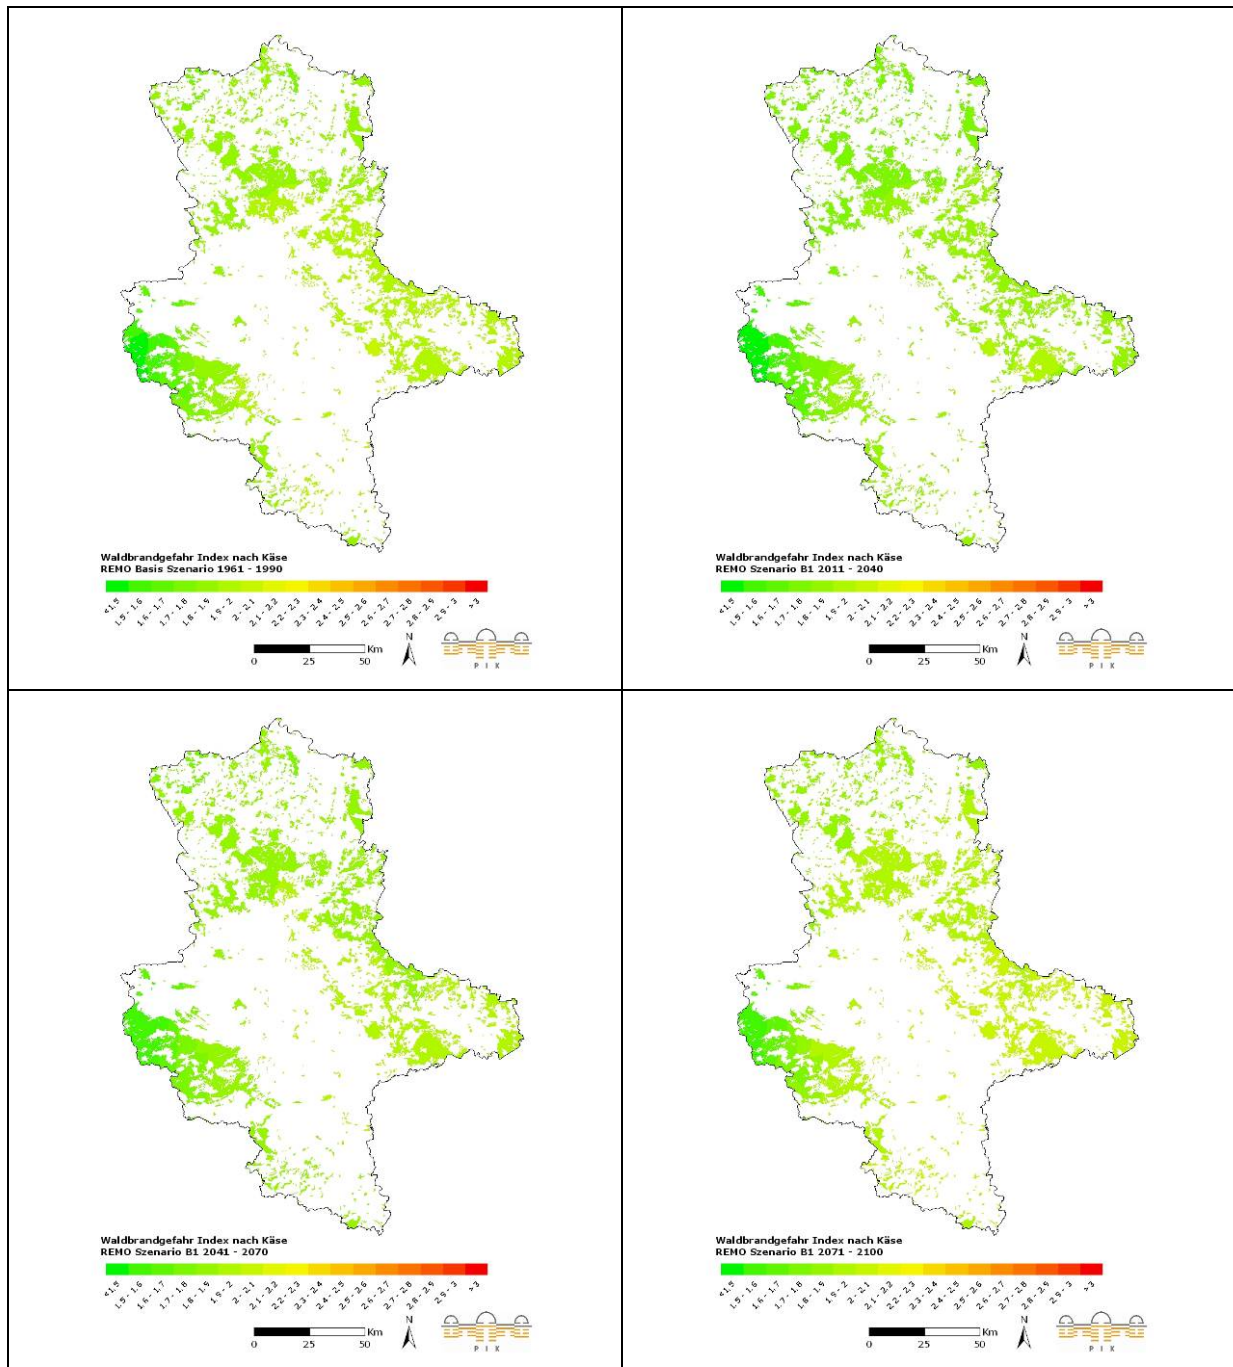 Waldbrandgefahr Index nach Käse
REMO Basis Szenario 1961 - 1990
<1.5 1.5 - 1.6 1.6 - 1.7 1.7 - 1.8 1.8 - 1.9 1.9 - 2 2 - 2.1 2.1 - 2.2 2.2 - 2.3 2.3 - 2.4 2.4 - 2.5 2.5 - 2.6 2.6 - 2.7 2.7 - 2.8 2.8 - 2.9 2.9 - 3 >3
N
Km
0 25 50
P I K
Waldbrandgefahr Index nach Käse
REMO Szenario B1 2011 - 2040
<1.5 1.5 - 1.6 1.6 - 1.7 1.7 - 1.8 1.8 - 1.9 1.9 - 2 2 - 2.1 2.1 - 2.2 2.2 - 2.3 2.3 - 2.4 2.4 - 2.5 2.5 - 2.6 2.6 - 2.7 2.7 - 2.8 2.8 - 2.9 2.9 - 3 >3
N
Km
0 25 50
P I K
Waldbrandgefahr Index nach Käse
REMO Szenario B1 2041 - 2070
<1.5 1.5 - 1.6 1.6 - 1.7 1.7 - 1.8 1.8 - 1.9 1.9 - 2 2 - 2.1 2.1 - 2.2 2.2 - 2.3 2.3 - 2.4 2.4 - 2.5 2.5 - 2.6 2.6 - 2.7 2.7 - 2.8 2.8 - 2.9 2.9 - 3 >3
N
Km
0 25 50
P I K
Waldbrandgefahr Index nach Käse
REMO Szenario B1 2071 - 2100
<1.5 1.5 - 1.6 1.6 - 1.7 1.7 - 1.8 1.8 - 1.9 1.9 - 2 2 - 2.1 2.1 - 2.2 2.2 - 2.3 2.3 - 2.4 2.4 - 2.5 2.5 - 2.6 2.6 - 2.7 2.7 - 2.8 2.8 - 2.9 2.9 - 3 >3
N
Km
0 25 50
P I K